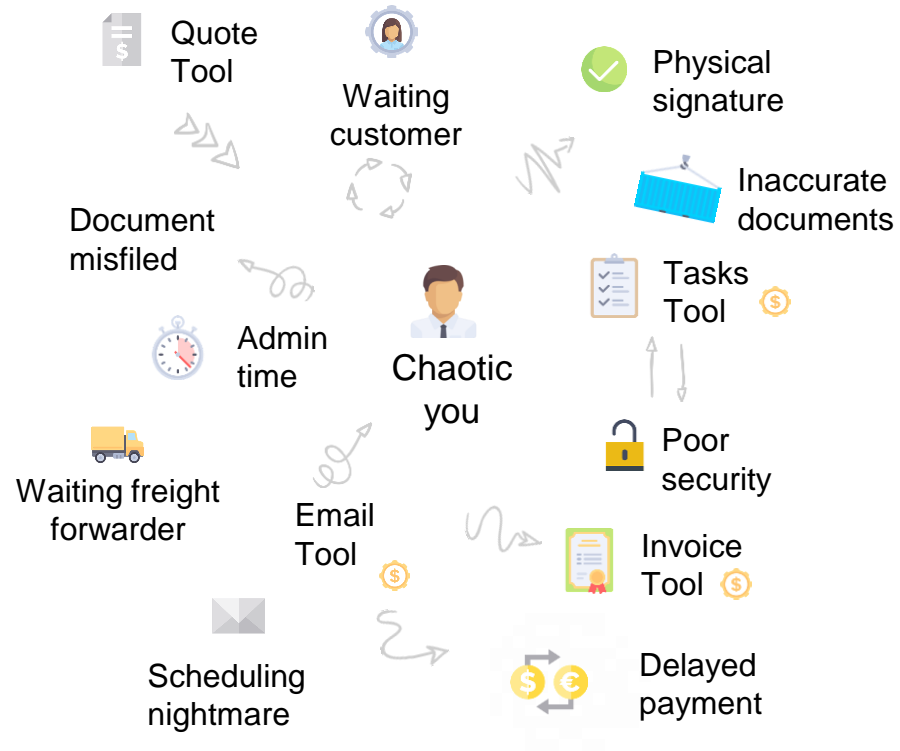 Quote
Tool
Waiting
customer
Physical
signature
Inaccurate
documents
Document
misfiled
Tasks
Tool
Admin
time
Chaotic
you
Poor
security
Waiting freight
forwarder
Email
Tool
Invoice
Tool
Scheduling
nightmare
Delayed
payment